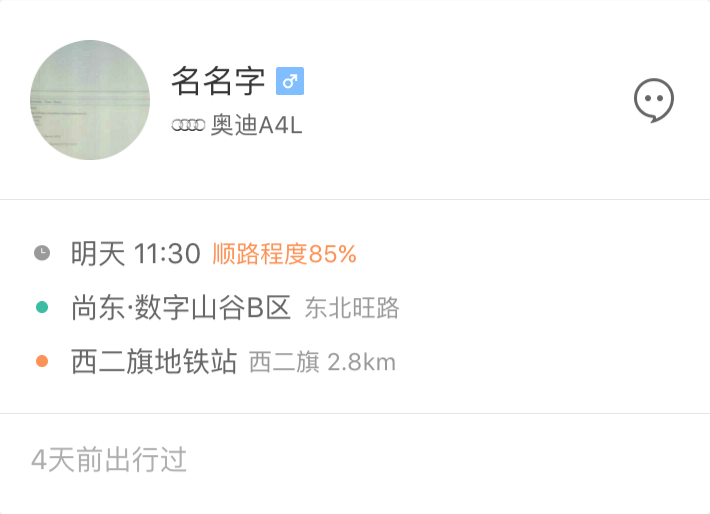 名名字
奥迪A4L
明天 11:30 顺路程度85%
尚东·数字山谷B区 东北旺路
西二旗地铁站 西二旗 2.8km
4天前出行过